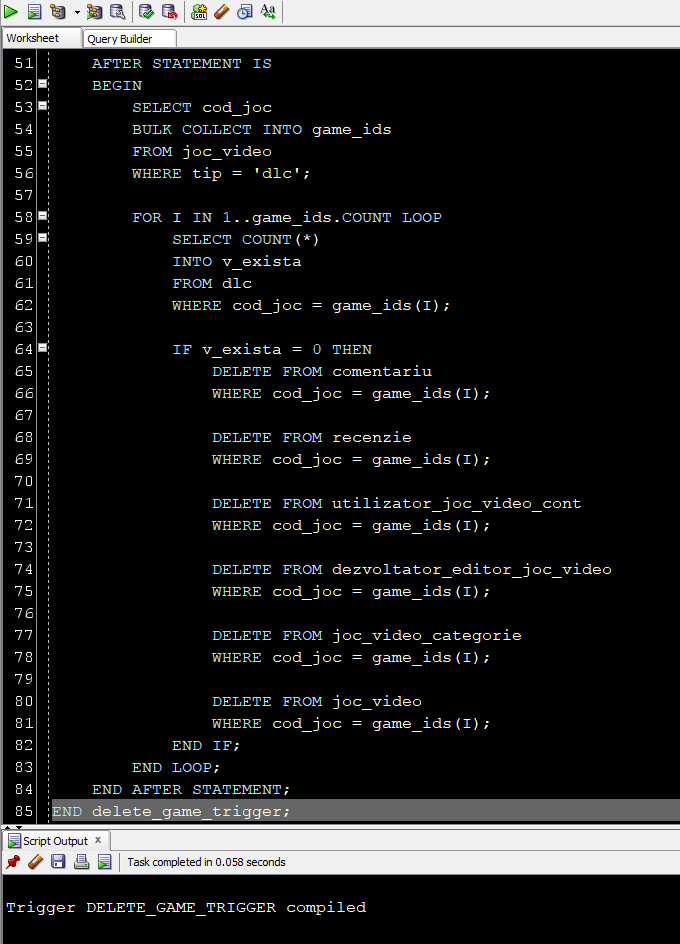 SQL
Aa
Worksheet Query Builder
51 AFTER STATEMENT IS
52 BEGIN
53 SELECT cod_joc
54 BULK COLLECT INTO game_ids
55 FROM joc_video
56 WHERE tip = 'dlc';
57
58 FOR I IN 1..game_ids.COUNT LOOP
59 SELECT COUNT(*)
60 INTO v_exista
61 FROM dlc
62 WHERE cod_joc = game_ids(I);
63
64 IF v_exista = 0 THEN
65 DELETE FROM comentariu
66 WHERE cod_joc = game_ids(I);
67
68 DELETE FROM recenzie
69 WHERE cod_joc = game_ids(I);
70
71 DELETE FROM utilizator_joc_video_cont
72 WHERE cod_joc = game_ids(I);
73
74 DELETE FROM dezvoltator_editor_joc_video
75 WHERE cod_joc = game_ids(I);
76
77 DELETE FROM joc_video_categorie
78 WHERE cod_joc = game_ids(I);
79
80 DELETE FROM joc_video
81 WHERE cod_joc = game_ids(I);
82 END IF;
83 END LOOP;
84 END AFTER STATEMENT;
85 END delete_game_trigger;
Script Output x
Task completed in 0.058 seconds
Trigger DELETE_GAME_TRIGGER compiled